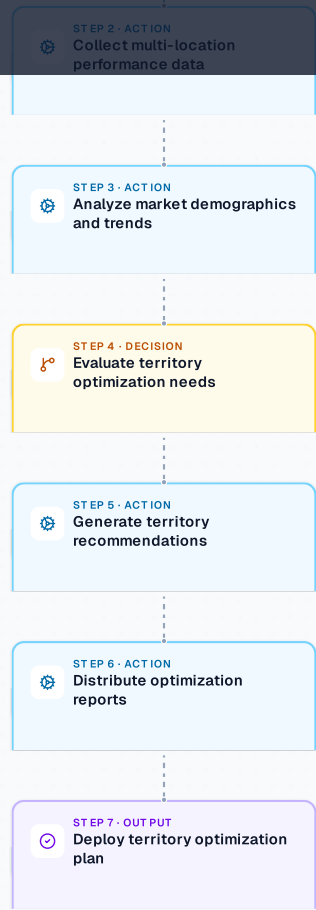 STEP 2 · ACTION
Collect multi-location
performance data
STEP 3 · ACTION
Analyze market demographics
and trends
STEP 4 · DECISION
Evaluate territory
optimization needs
STEP 5 · ACTION
Generate territory
recommendations
STEP 6 · ACTION
Distribute optimization
reports
STEP 7 · OUTPUT
Deploy territory optimization
plan